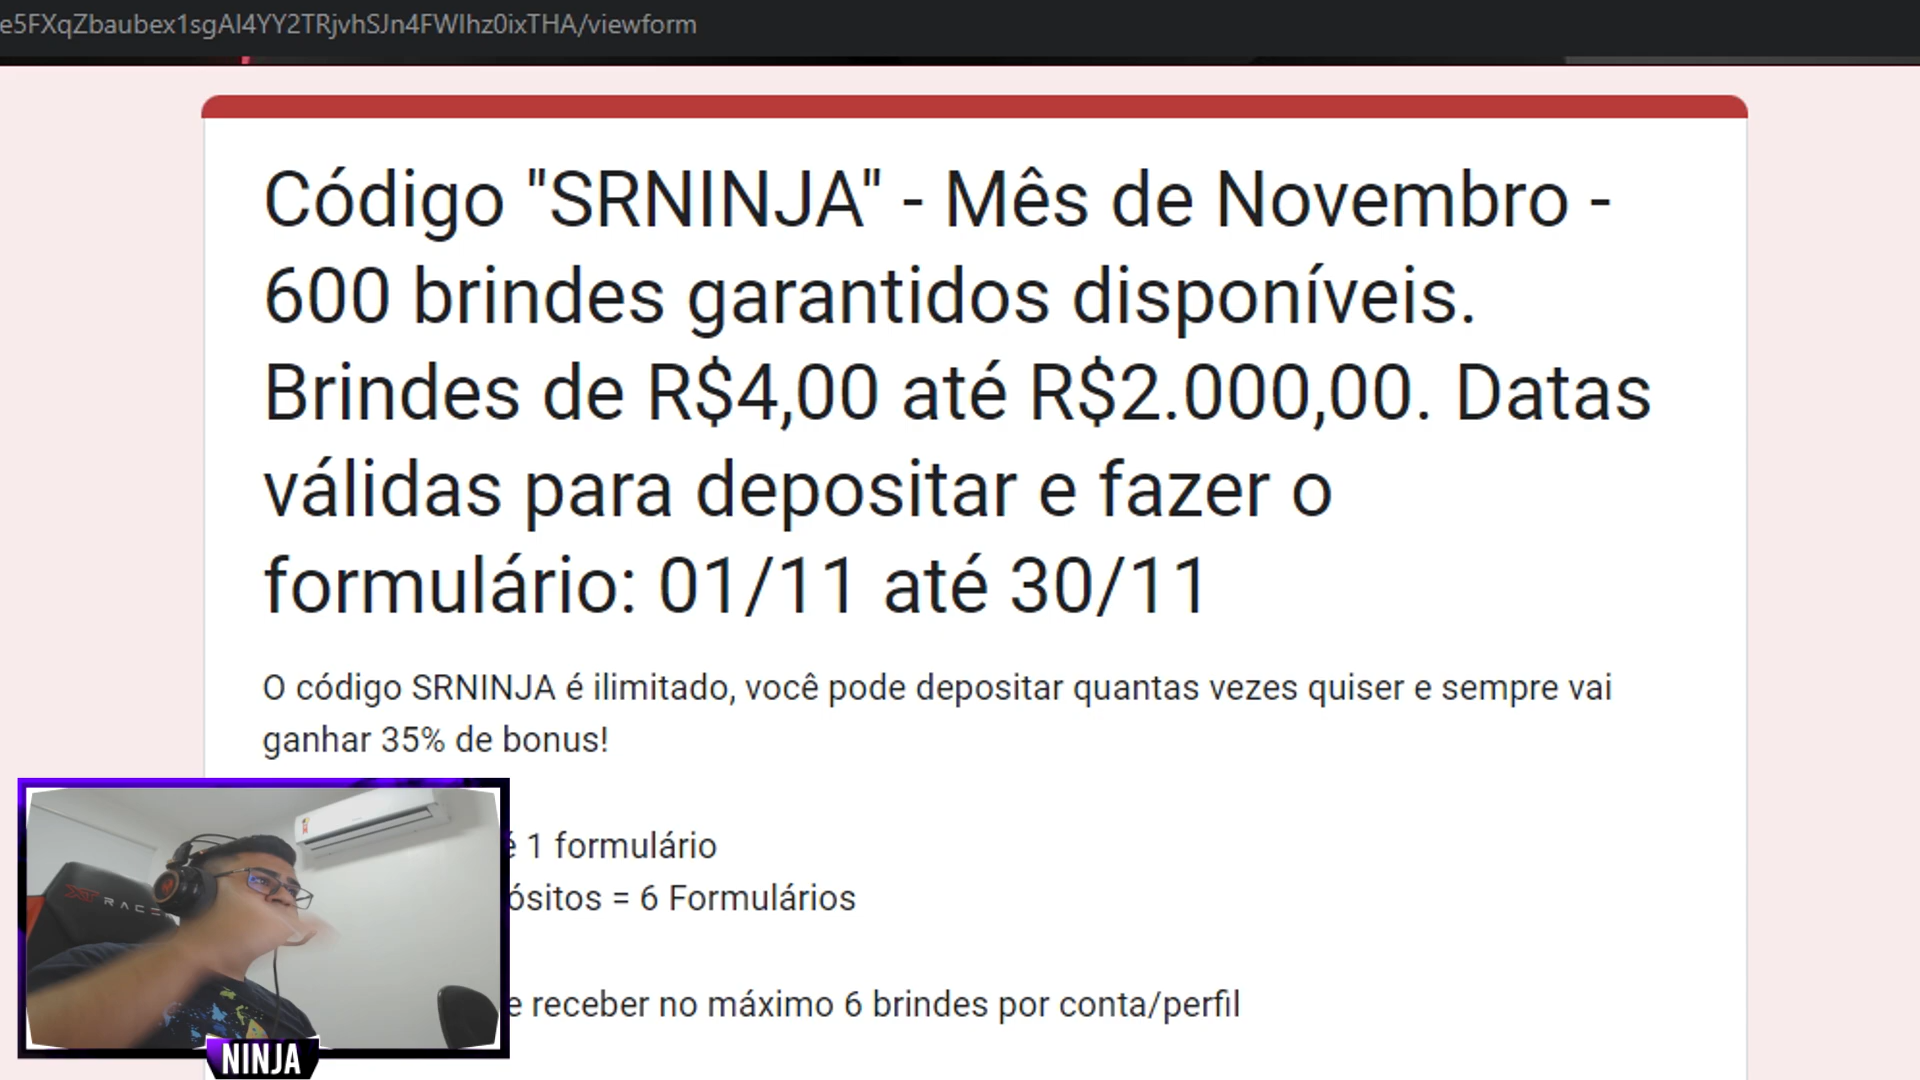 e5FXqZbaubex1sgAl4YY2TRjvhSJn4FWlhz0ixTHA/viewform
Código "SRNINJA" - Mês de Novembro -
600 brindes garantidos disponíveis.
Brindes de R$4,00 até R$2.000,00. Datas
válidas para depositar e fazer o
formulário: 01/11 até 30/11
O código SRNINJA é ilimitado, você pode depositar quantas vezes quiser e sempre vai
ganhar 35% de bonus!
é 1 formulário
ósitos = 6 Formulários
e receber no máximo 6 brindes por conta/perfil
XT RACE
NINJA